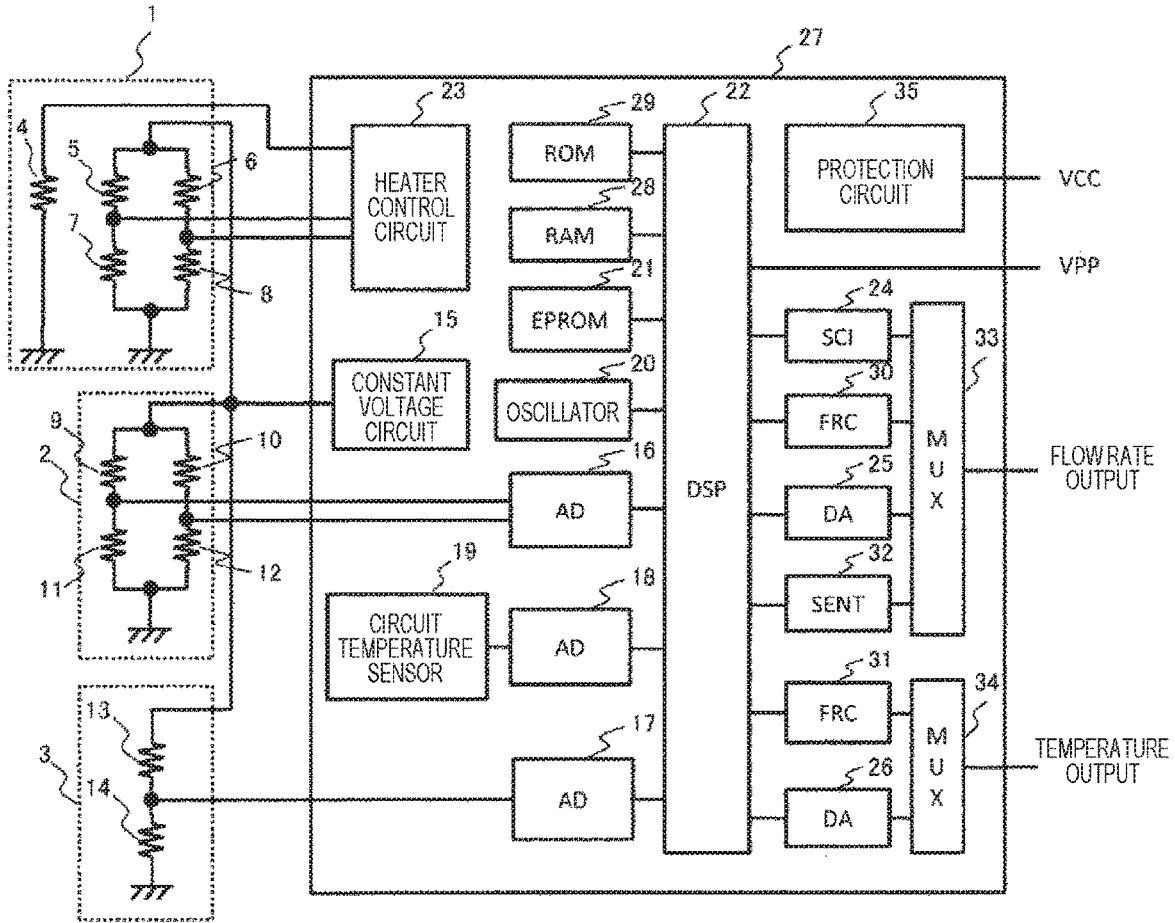 1
27
4
5
6
7
8
23
HEATER
CONTROL
CIRCUIT
29
ROM
28
RAM
21
EPROM
20
OSCILLATOR
22
DSP
35
PROTECTION
CIRCUIT
VCC
VPP
24
SCI
30
FRC
25
DA
32
SENT
33
MUX
FLOW RATE
OUTPUT
15
CONSTANT
VOLTAGE
CIRCUIT
9
2
10
11
12
16
AD
19
CIRCUIT
TEMPERATURE
SENSOR
18
AD
13
3
14
17
AD
31
FRC
26
DA
34
MUX
TEMPERATURE
OUTPUT